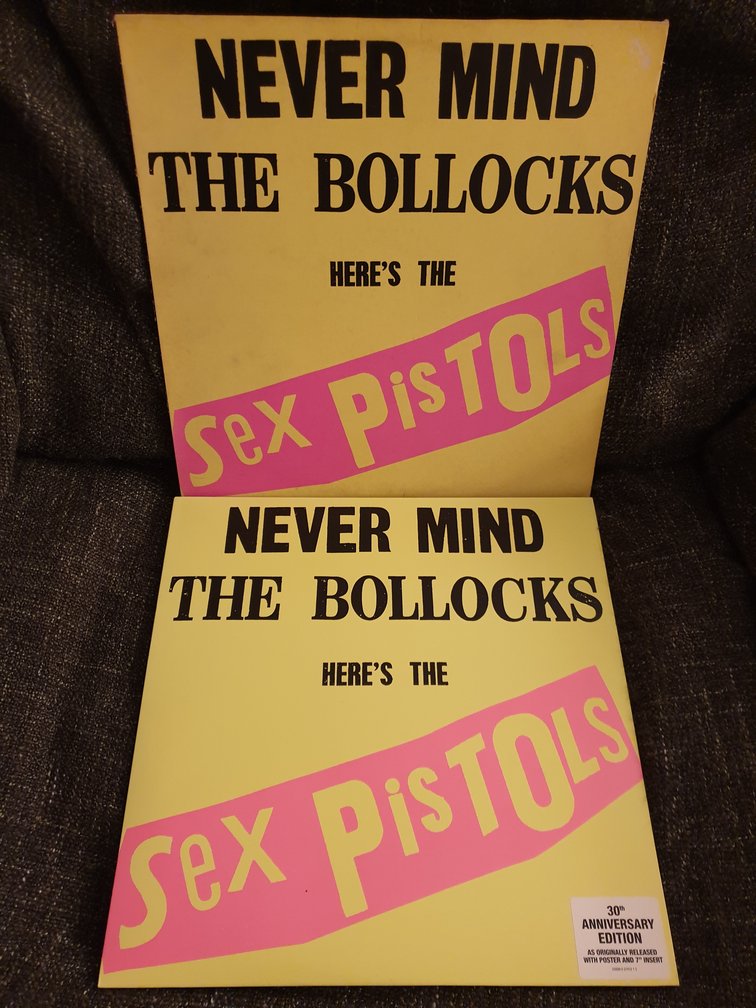 NEVER MIND
THE BOLLOCKS
HERE'S THE
Sex PisTOLS
NEVER MIND
THE BOLLOCKS
HERE'S THE
Sex PisTOLS
30th
ANNIVERSARY
EDITION
AS ORIGINALLY RELEASED
WITH POSTER AND 7" INSERT